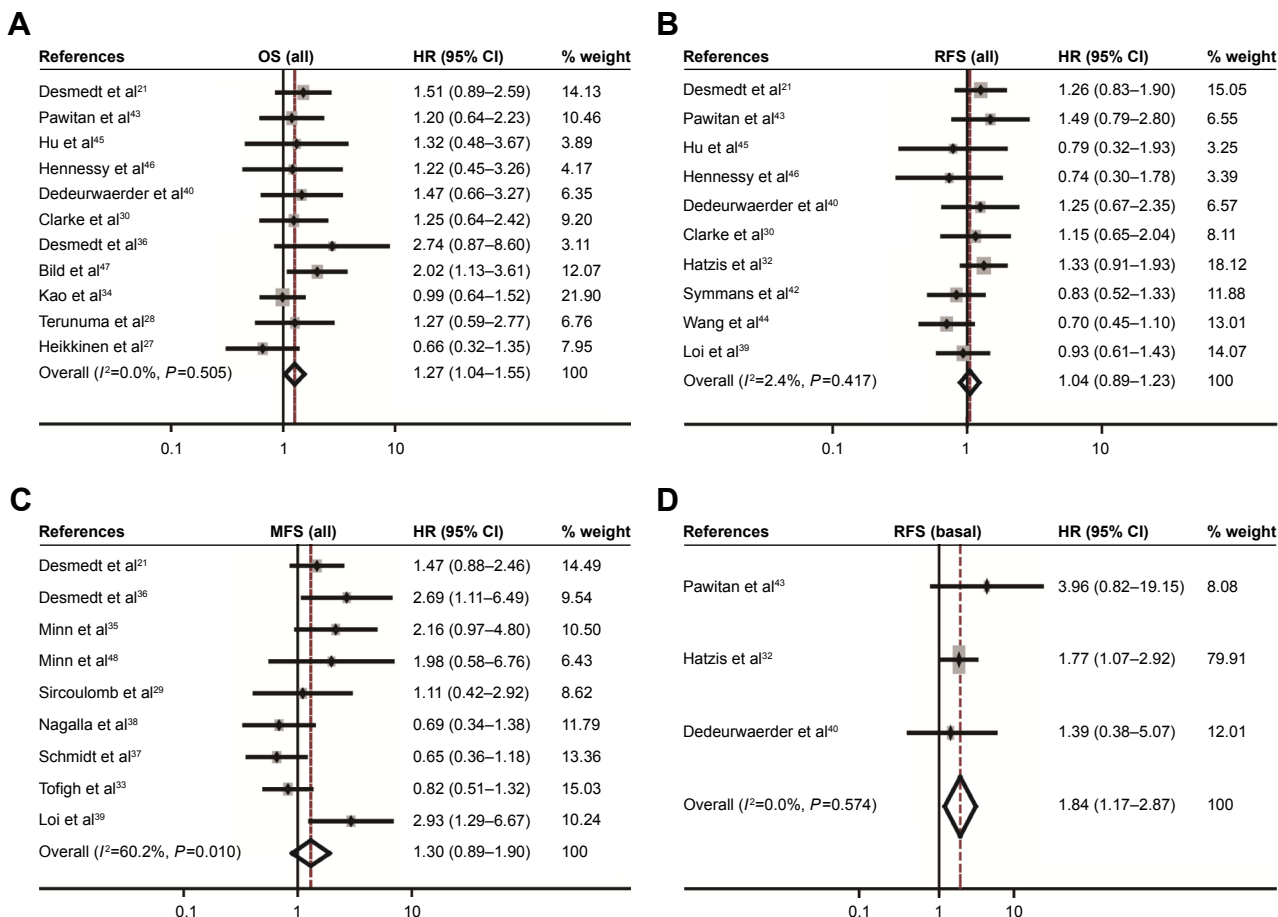 A
References OS (all) HR (95% CI) % weight
Desmedt et al21 1.51 (0.89–2.59) 14.13
Pawitan et al43 1.20 (0.64–2.23) 10.46
Hu et al45 1.32 (0.48–3.67) 3.89
Hennessy et al46 1.22 (0.45–3.26) 4.17
Dedeurwaerder et al40 1.47 (0.66–3.27) 6.35
Clarke et al30 1.25 (0.64–2.42) 9.20
Desmedt et al36 2.74 (0.87–8.60) 3.11
Bild et al47 2.02 (1.13–3.61) 12.07
Kao et al34 0.99 (0.64–1.52) 21.90
Terunuma et al28 1.27 (0.59–2.77) 6.76
Heikkinen et al27 0.66 (0.32–1.35) 7.95
Overall (I2=0.0%, P=0.505) 1.27 (1.04–1.55) 100
0.1 1 10
B
References RFS (all) HR (95% CI) % weight
Desmedt et al21 1.26 (0.83–1.90) 15.05
Pawitan et al43 1.49 (0.79–2.80) 6.55
Hu et al45 0.79 (0.32–1.93) 3.25
Hennessy et al46 0.74 (0.30–1.78) 3.39
Dedeurwaerder et al40 1.25 (0.67–2.35) 6.57
Clarke et al30 1.15 (0.65–2.04) 8.11
Hatzis et al32 1.33 (0.91–1.93) 18.12
Symmans et al42 0.83 (0.52–1.33) 11.88
Wang et al44 0.70 (0.45–1.10) 13.01
Loi et al39 0.93 (0.61–1.43) 14.07
Overall (I2=2.4%, P=0.417) 1.04 (0.89–1.23) 100
0.1 1 10
C
References MFS (all) HR (95% CI) % weight
Desmedt et al21 1.47 (0.88–2.46) 14.49
Desmedt et al36 2.69 (1.11–6.49) 9.54
Minn et al35 2.16 (0.97–4.80) 10.50
Minn et al48 1.98 (0.58–6.76) 6.43
Sircoulomb et al29 1.11 (0.42–2.92) 8.62
Nagalla et al38 0.69 (0.34–1.38) 11.79
Schmidt et al37 0.65 (0.36–1.18) 13.36
Tofigh et al33 0.82 (0.51–1.32) 15.03
Loi et al39 2.93 (1.29–6.67) 10.24
Overall (I2=60.2%, P=0.010) 1.30 (0.89–1.90) 100
0.1 1 10
D
References RFS (basal) HR (95% CI) % weight
Pawitan et al43 3.96 (0.82–19.15) 8.08
Hatzis et al32 1.77 (1.07–2.92) 79.91
Dedeurwaerder et al40 1.39 (0.38–5.07) 12.01
Overall (I2=0.0%, P=0.574) 1.84 (1.17–2.87) 100
0.1 1 10